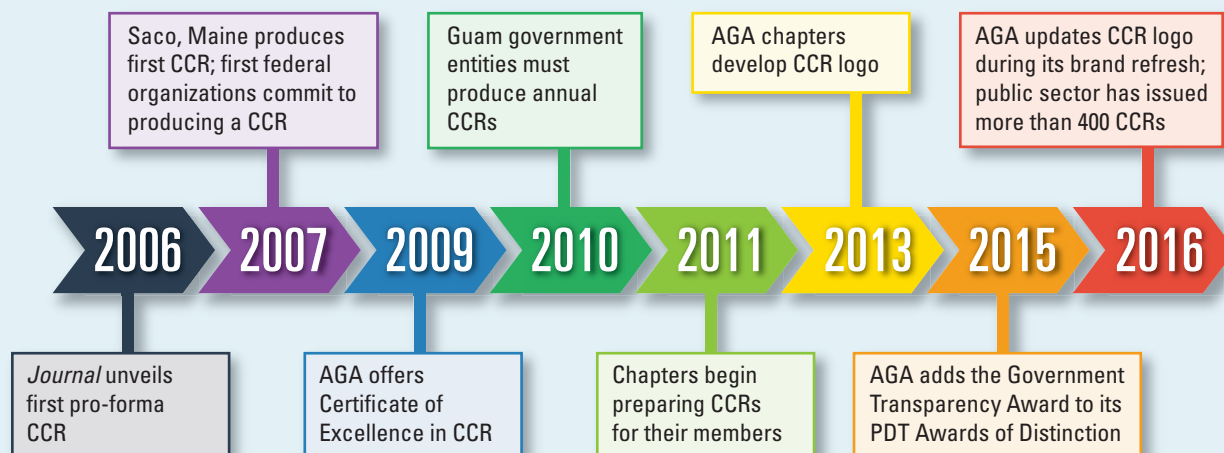 Saco, Maine produces
first CCR; first federal
organizations commit to
producing a CCR
Guam government
entities must
produce annual
CCRs
AGA chapters
develop CCR logo
AGA updates CCR logo
during its brand refresh;
public sector has issued
more than 400 CCRs
2006
2007
2009
2010
2011
2013
2015
2016
Journal unveils
first pro-forma
CCR
AGA offers
Certificate of
Excellence in CCR
Chapters begin
preparing CCRs
for their members
AGA adds the Government
Transparency Award to its
PDT Awards of Distinction